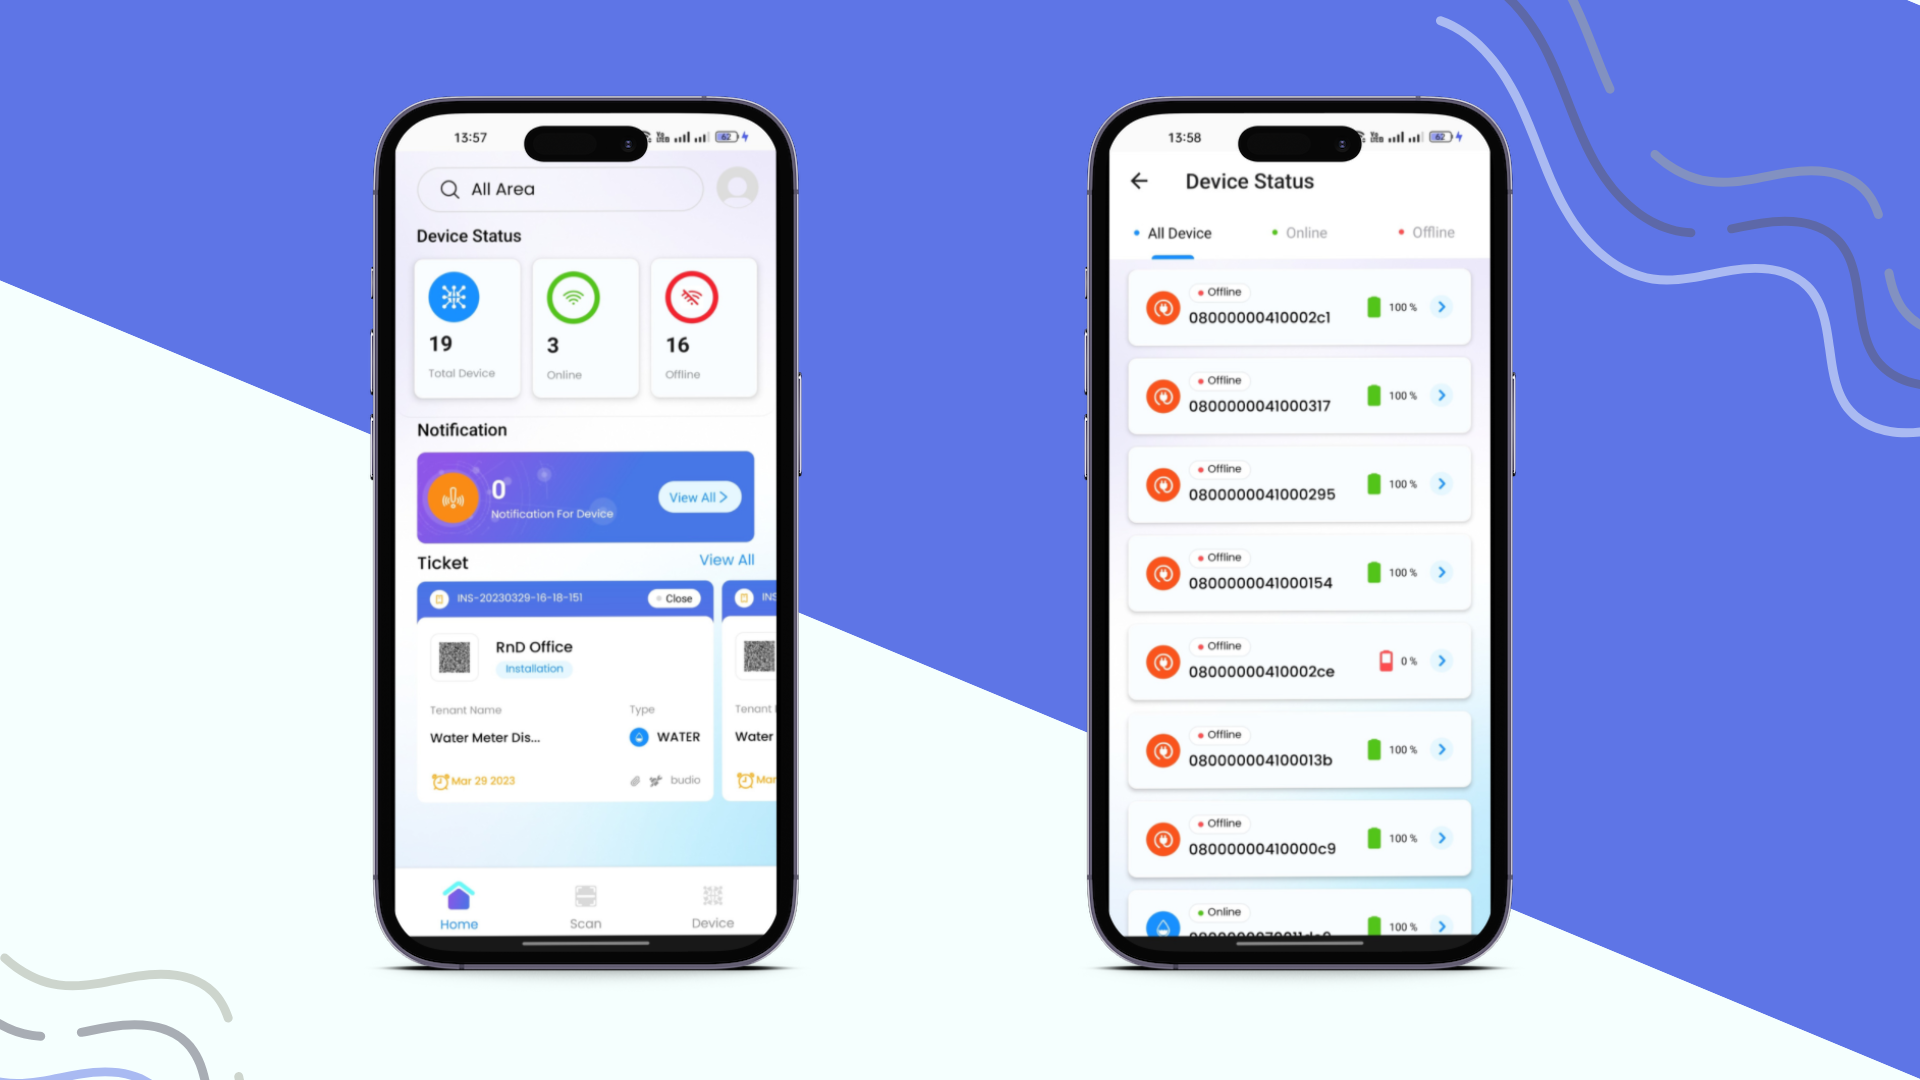 13:57
62
All Area
Device Status
19
Total Device
3
Online
16
Offline
Notification
0
Notification For Device
View All >
Ticket
View All
INS-20230329-16-18-151
Close
INS
RnD Office
Installation
Tenant Name
Type
Tenant
Water Meter Dis...
WATER
Water
Mar 29 2023
budio
Mar
Home
Scan
Device
13:58
62
Device Status
All Device
Online
Offline
Offline
08000000410002c1
100 %
Offline
0800000041000317
100 %
Offline
0800000041000295
100 %
Offline
0800000041000154
100 %
Offline
08000000410002ce
0 %
Offline
080000004100013b
100 %
Offline
08000000410000c9
100 %
Online
100 %